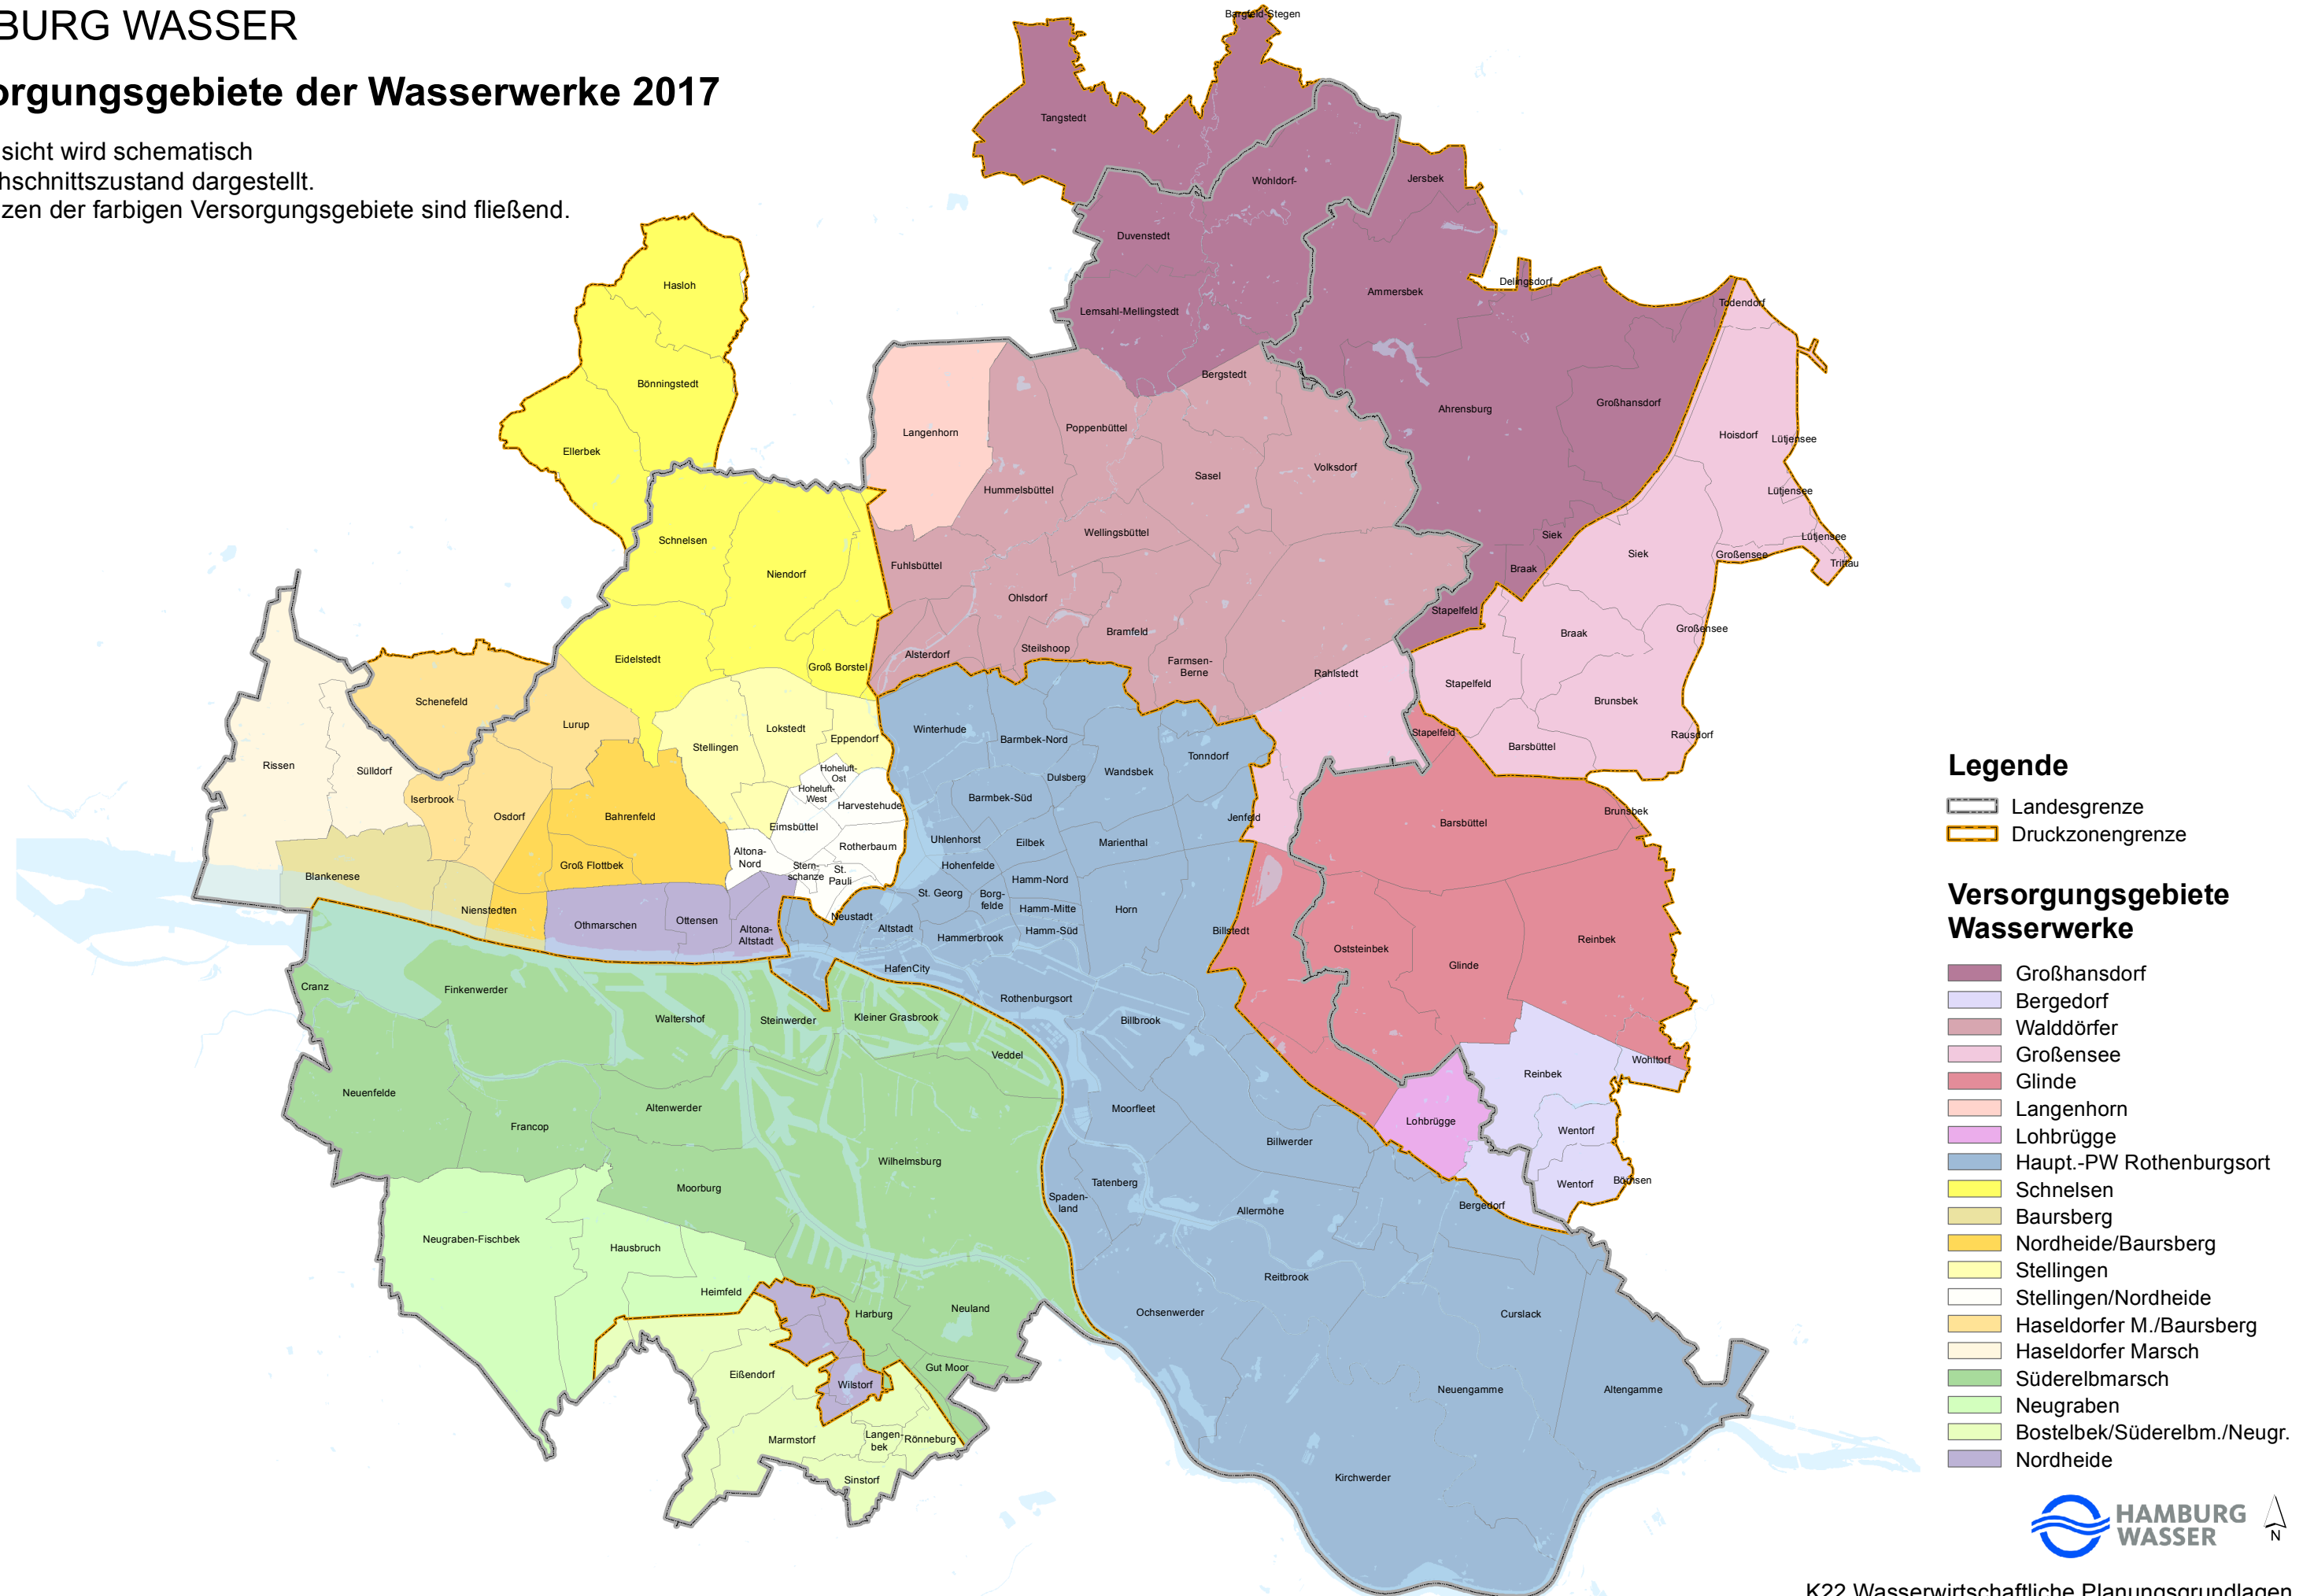 BURG WASSER
orgungsgebiete der Wasserwerke 2017
sicht wird schematisch
hschnittszustand dargestellt.
zen der farbigen Versorgungsgebiete sind fließend.
Bargfeld-Stegen
Tangstedt
Wohldorf-
Jersbek
Duvenstedt
Hasloh
Delingsdorf
Ammersbek
Todendorf
Lemsahl-Mellingstedt
Bönningstedt
Bergstedt
Großhansdorf
Ahrensburg
Langenhorn
Poppenbüttel
Hoisdorf
Lütjensee
Ellerbek
Volksdorf
Sasel
Hummelsbüttel
Lütjensee
Wellingsbüttel
Siek
Lütjensee
Schnelsen
Siek
Großensee
Trittau
Fuhlsbüttel
Braak
Niendorf
Ohlsdorf
Stapelfeld
Bramfeld
Braak
Großensee
Steilshoop
Alsterdorf
Eidelstedt
Groß Borstel
Farmsen-
Berne
Rahlstedt
Stapelfeld
Schenefeld
Brunsbek
Lurup
Lokstedt
Winterhude
Stapelfeld
Rausdorf
Eppendorf
Barmbek-Nord
Stellingen
Barsbüttel
Tonndorf
Rissen
Sülldorf
Hoheluft-
Ost
Dulsberg
Wandsbek
Hoheluft-
West
Iserbrook
Barmbek-Süd
Harvestehude
Osdorf
Bahrenfeld
Jenfeld
Barsbüttel
Brunsbek
Eimsbüttel
Uhlenhorst
Eilbek
Marienthal
Rotherbaum
Altona-
Nord
Groß Flottbek
Stern-
schanze
St.
Pauli
Hohenfelde
Blankenese
Hamm-Nord
St. Georg
Borg-
felde
Nienstedten
Hamm-Mitte
Horn
Neustadt
Othmarschen
Ottensen
Altona-
Altstadt
Altstadt
Hamm-Süd
Billstedt
Hammerbrook
Reinbek
Oststeinbek
Glinde
HafenCity
Cranz
Finkenwerder
Rothenburgsort
Waltershof
Steinwerder
Kleiner Grasbrook
Billbrook
Veddel
Wohltorf
Reinbek
Neuenfelde
Altenwerder
Moorfleet
Lohbrügge
Francop
Wentorf
Billwerder
Wilhelmsburg
Moorburg
Tatenberg
Wentorf
Börnsen
Spaden-
land
Bergedorf
Allermöhe
Neugraben-Fischbek
Hausbruch
Reitbrook
Heimfeld
Neuland
Harburg
Ochsenwerder
Curslack
Gut Moor
Eißendorf
Wilstorf
Neuengamme
Altengamme
Marmstorf
Langen-
bek
Rönneburg
Sinstorf
Kirchwerder
Legende
Landesgrenze
Druckzonengrenze
Versorgungsgebiete
Wasserwerke
Großhansdorf
Bergedorf
Walddörfer
Großensee
Glinde
Langenhorn
Lohbrügge
Haupt.-PW Rothenburgsort
Schnelsen
Baursberg
Nordheide/Baursberg
Stellingen
Stellingen/Nordheide
Haseldorfer M./Baursberg
Haseldorfer Marsch
Süderelbmarsch
Neugraben
Bostelbek/Süderelbm./Neugr.
Nordheide
HAMBURG
WASSER
N
K22 Wasserwirtschaftliche Planungsgrundlagen